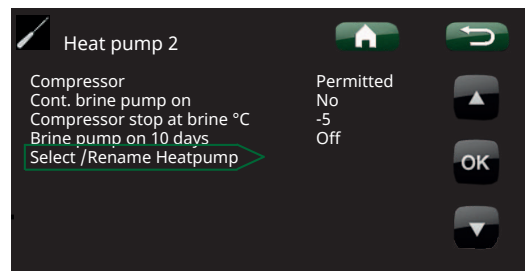 Heat pump 2
Compressor Permitted
Cont. brine pump on No
Compressor stop at brine °C -5
Brine pump on 10 days Off
Select /Rename Heatpump
OK